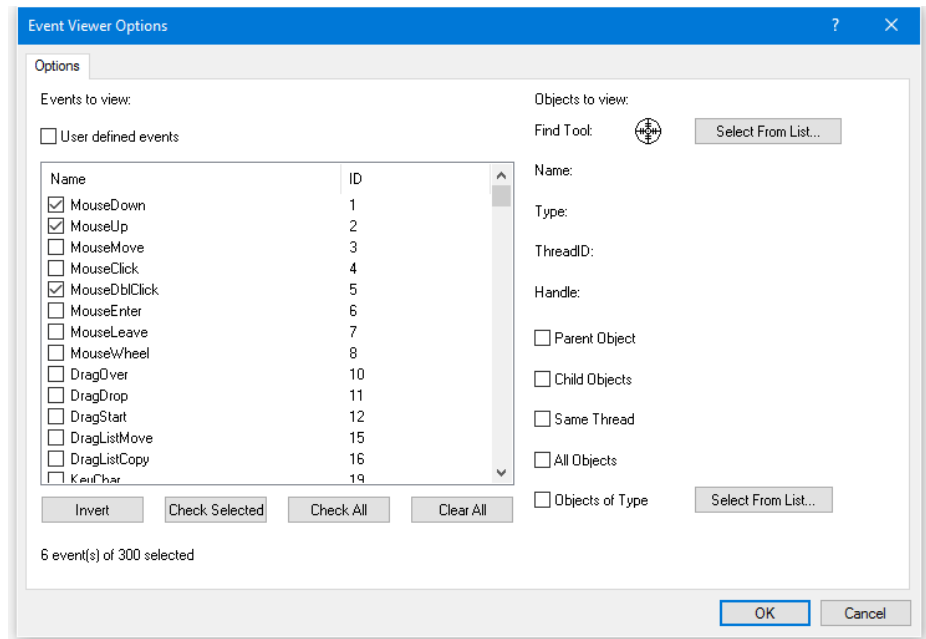 Event Viewer Options
Options
Events to view:
User defined events
Name ID
MouseDown 1
MouseUp 2
MouseMove 3
MouseClick 4
MouseDblClick 5
MouseEnter 6
MouseLeave 7
MouseWheel 8
DragOver 10
DragDrop 11
DragStart 12
DragListMove 15
DragListCopy 16
KeyChar 19
Invert Check Selected Check All Clear All
6 event(s) of 300 selected
Objects to view:
Find Tool: Select From List...
Name:
Type:
ThreadID:
Handle:
Parent Object
Child Objects
Same Thread
All Objects
Objects of Type Select From List...
OK Cancel